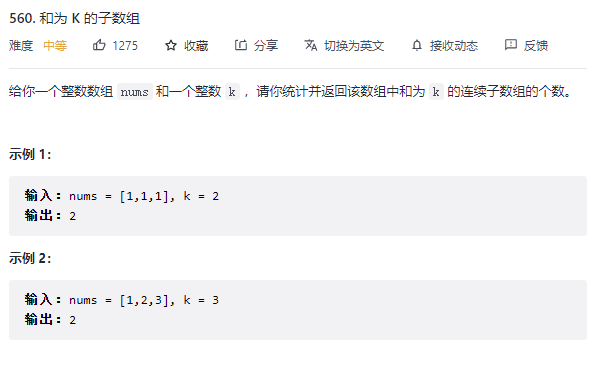 560. 和为 K 的子数组
难度 中等 1275 收藏 分享 切换为英文 接收动态 反馈
给你一个整数数组 nums 和一个整数 k ，请你统计并返回该数组中和为 k 的连续子数组的个数。
示例 1：
输入：nums = [1,1,1], k = 2
输出：2
示例 2：
输入：nums = [1,2,3], k = 3
输出：2